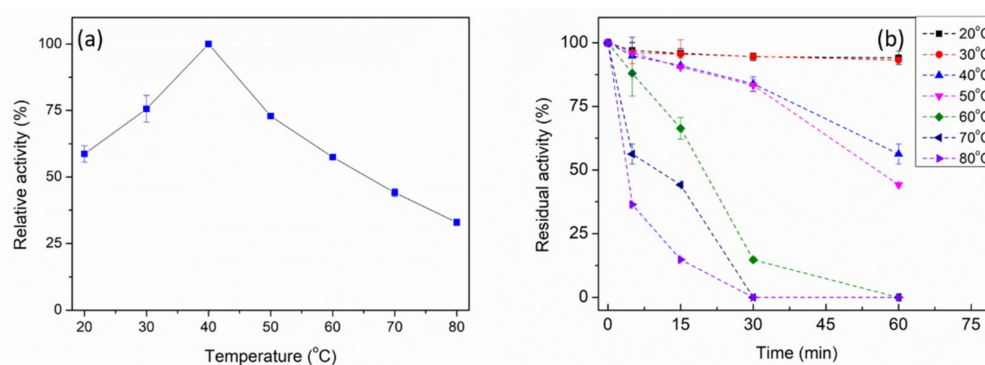 (a)
Relative activity (%)
100
75
50
25
0
20 30 40 50 60 70 80
Temperature (°C)
(b)
Residual activity (%)
100
75
50
25
0
0 15 30 45 60 75
Time (min)
20°C
30°C
40°C
50°C
60°C
70°C
80°C